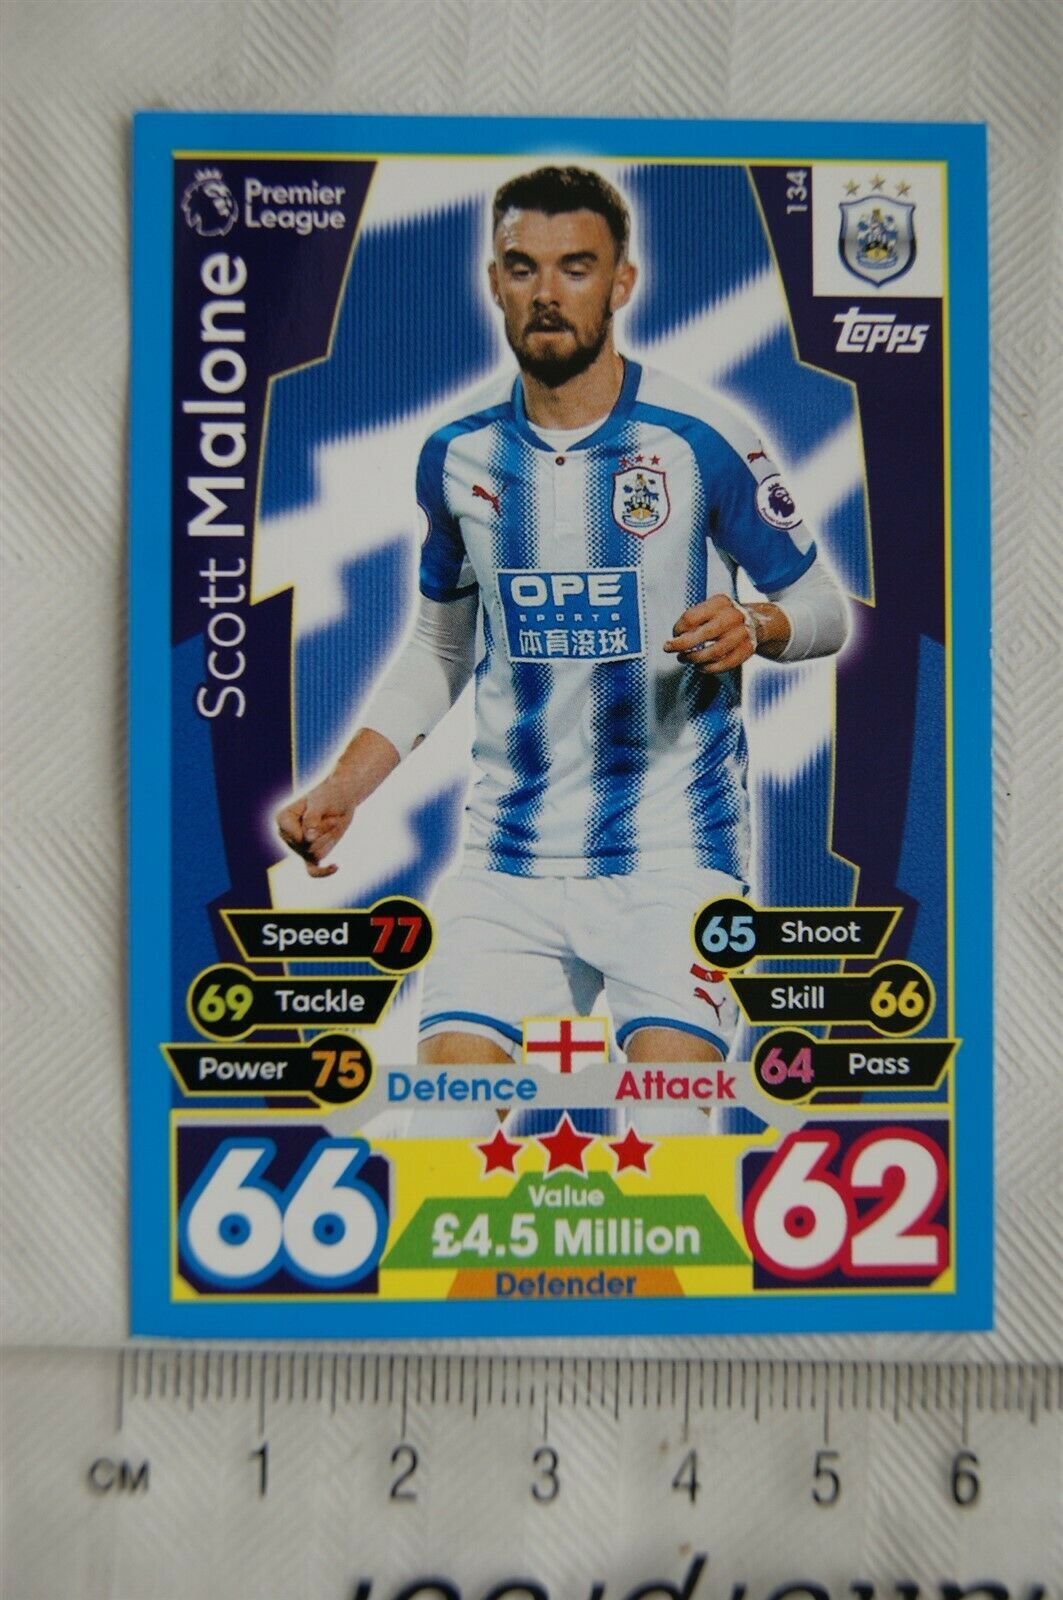 Premier
League
134
TOPPS
Scott Malone
OPE
SPORTS
体育滚球
Speed 77
65 Shoot
69 Tackle
Skill 66
Power 75
64 Pass
Defence
Attack
66
62
Value
£4.5 Million
Defender
CM 1 2 3 4 5 6